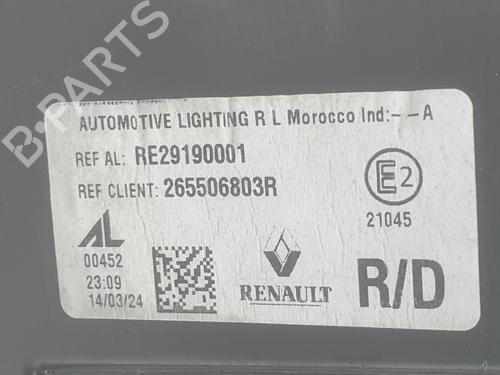 B-PARTS
AUTOMOTIVE LIGHTING R L Morocco Ind:--A
REF AL: RE29190001
REF CLIENT: 265506803R
E2
21045
AL
00452
23:09
14/03/24
RENAULT
R/D